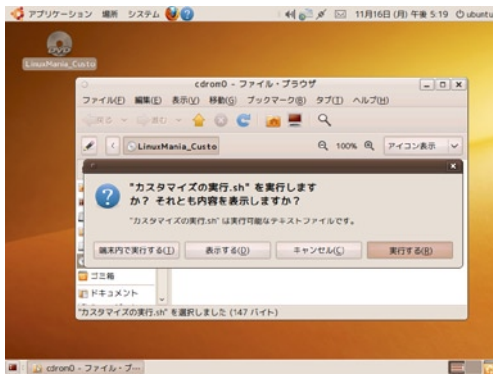 アプリケーション 場所 システム 11月16日 (月) 午後 5:19 ubuntu
LinuxMania_Custo
cdrom0 - ファイル・ブラウザ
ファイル(F) 編集(E) 表示(V) 移動(G) ブックマーク(B) タブ(T) ヘルプ(H)
戻る 進む
LinuxMania_Custo 100% アイコン表示
"カスタマイズの実行.sh" を実行します
か? それとも内容を表示しますか?
"カスタマイズの実行.sh" は実行可能なテキストファイルです。
端末内で実行する(T) 表示する(D) キャンセル(C) 実行する(R)
ゴミ箱
ドキュメント
"カスタマイズの実行.sh" を選択しました (147 バイト)
cdrom0 - ファイル・ブ...